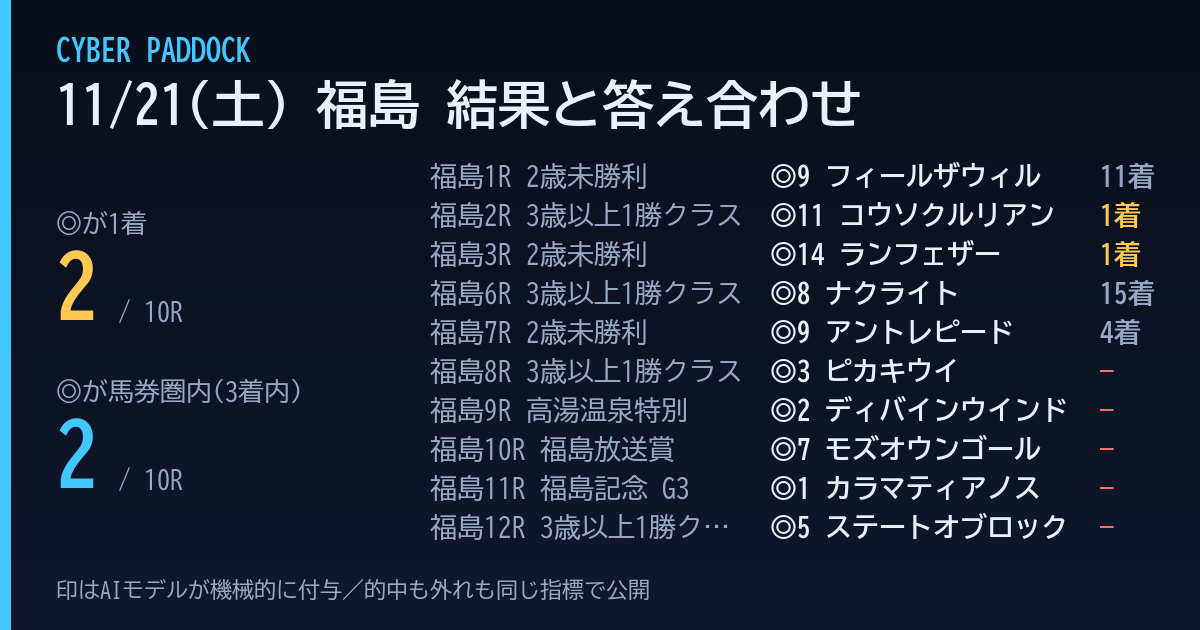 CYBER PADDOCK
11/21(土) 福島 結果と答え合わせ
◎が1着
2 / 10R
◎が馬券圏内(3着内)
2 / 10R
福島1R 2歳未勝利 ◎9 フィールザウィル 11着
福島2R 3歳以上1勝クラス ◎11 コウソクルリアン 1着
福島3R 2歳未勝利 ◎14 ランフェザー 1着
福島6R 3歳以上1勝クラス ◎8 ナクライト 15着
福島7R 2歳未勝利 ◎9 アントレピード 4着
福島8R 3歳以上1勝クラス ◎3 ピカキウイ –
福島9R 高湯温泉特別 ◎2 ディバインウインド –
福島10R 福島放送賞 ◎7 モズオウンゴール –
福島11R 福島記念 G3 ◎1 カラマティアノス –
福島12R 3歳以上1勝ク… ◎5 ステートオブロック –
印はAIモデルが機械的に付与／的中も外れも同じ指標で公開